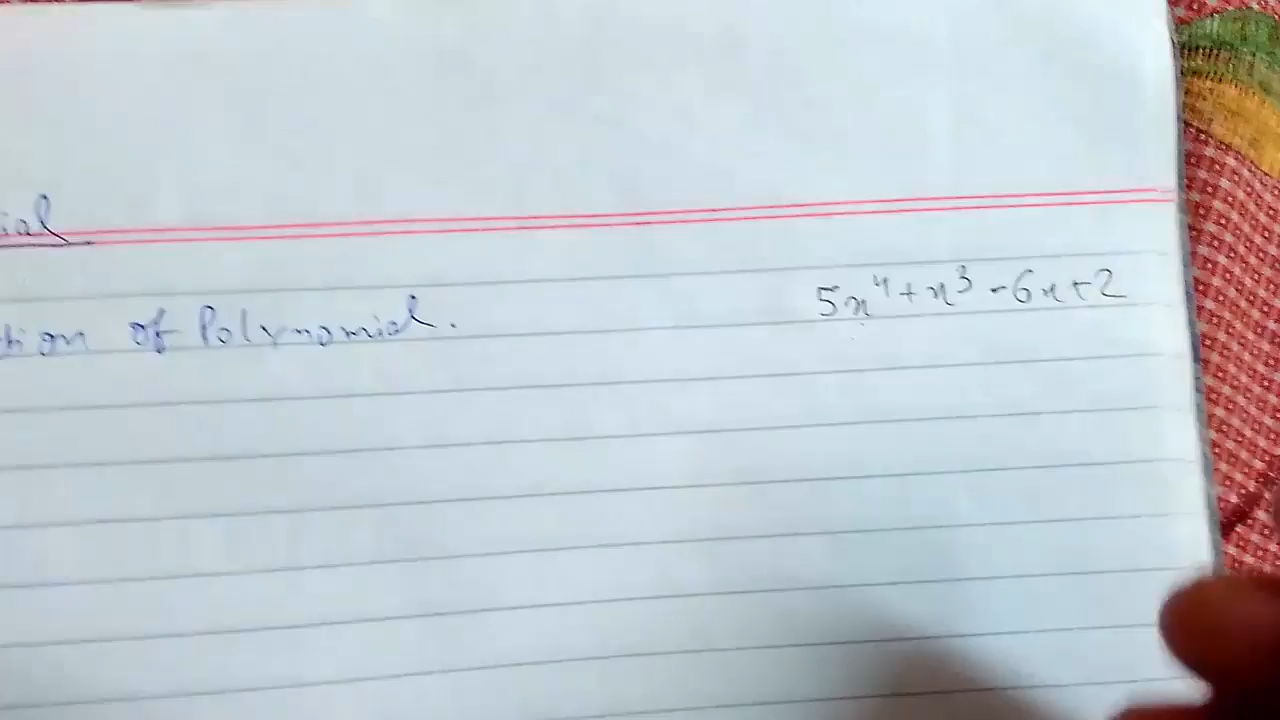 ial
tion of Polynomial. 5x⁴+x³-6x+2